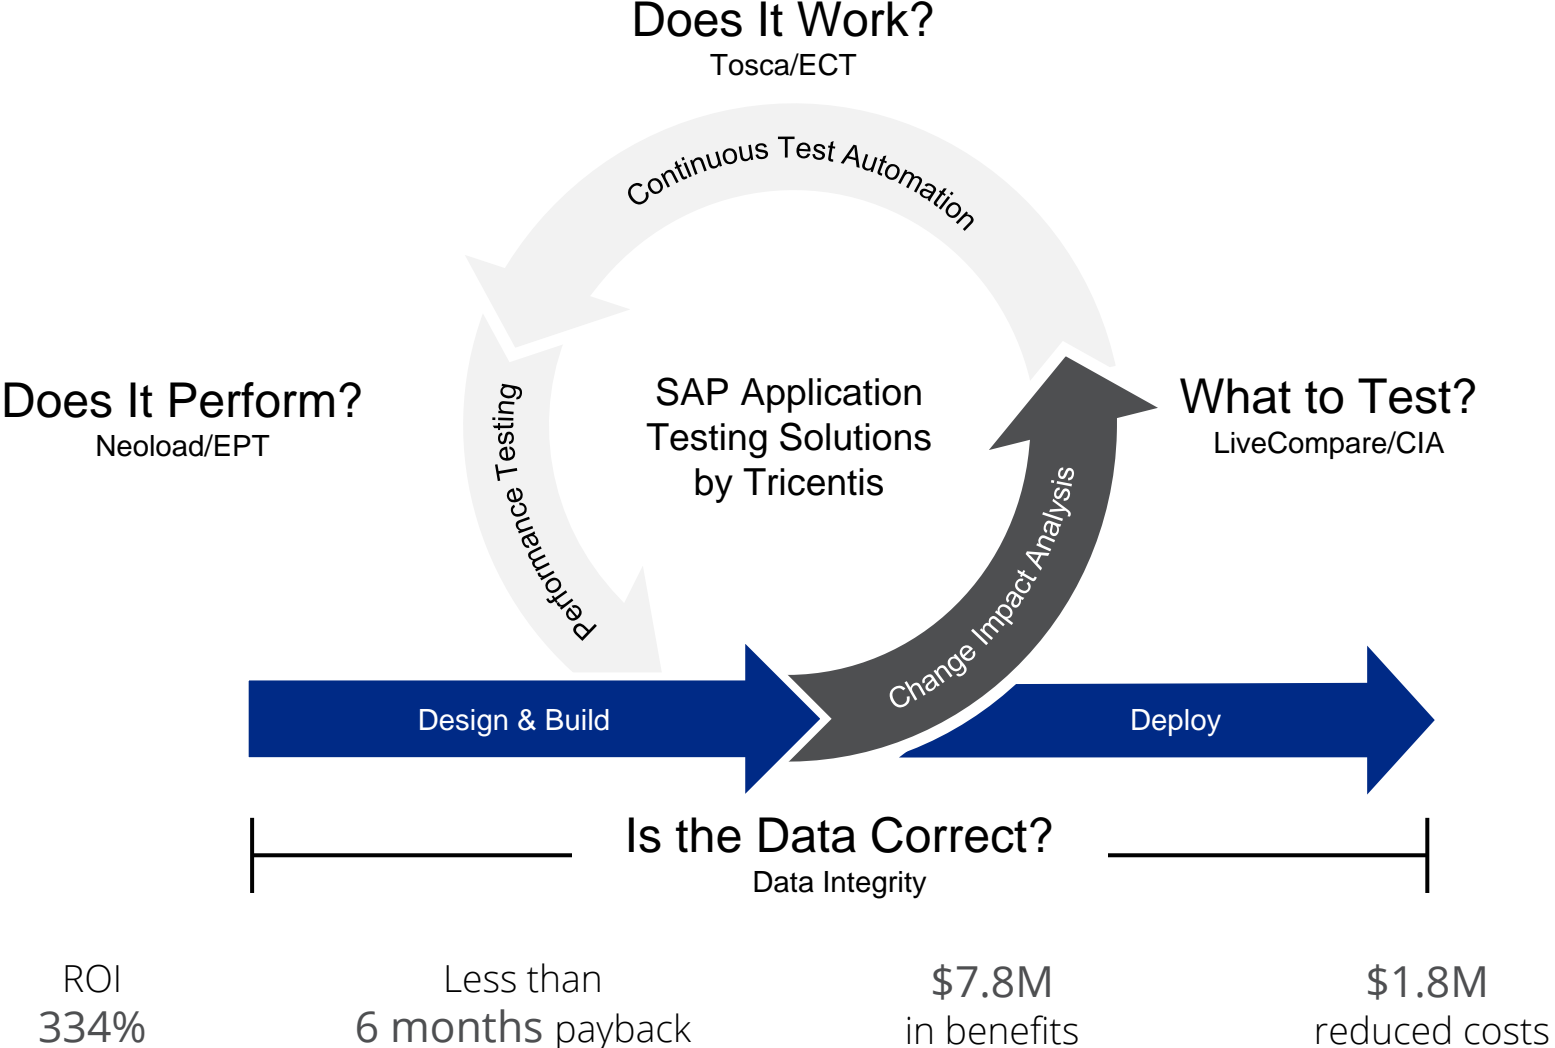 Does It Work?
Tosca/ECT
Continuous Test Automation
Does It Perform?
Neoload/EPT
Performance Testing
SAP Application
Testing Solutions
by Tricentis
What to Test?
LiveCompare/CIA
Change Impact Analysis
Design & Build
Deploy
Is the Data Correct?
Data Integrity
ROI
334%
Less than
6 months payback
$7.8M
in benefits
$1.8M
reduced costs